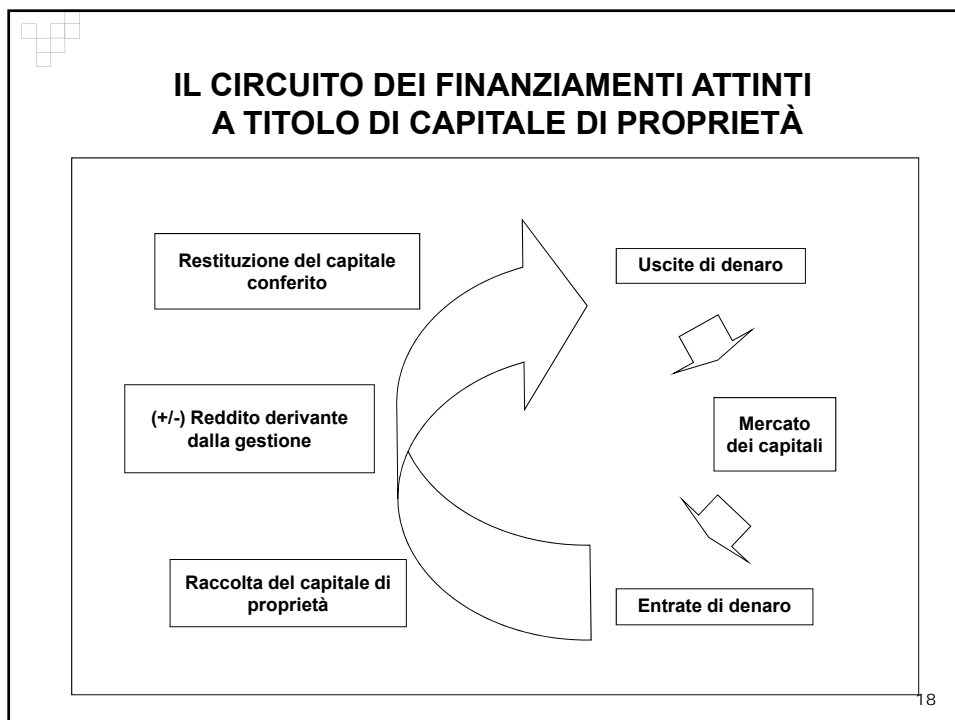 IL CIRCUITO DEI FINANZIAMENTI ATTINTI
A TITOLO DI CAPITALE DI PROPRIETÀ
Restituzione del capitale
conferito
Uscite di denaro
(+/-) Reddito derivante
dalla gestione
Mercato
dei capitali
Raccolta del capitale di
proprietà
Entrate di denaro
18